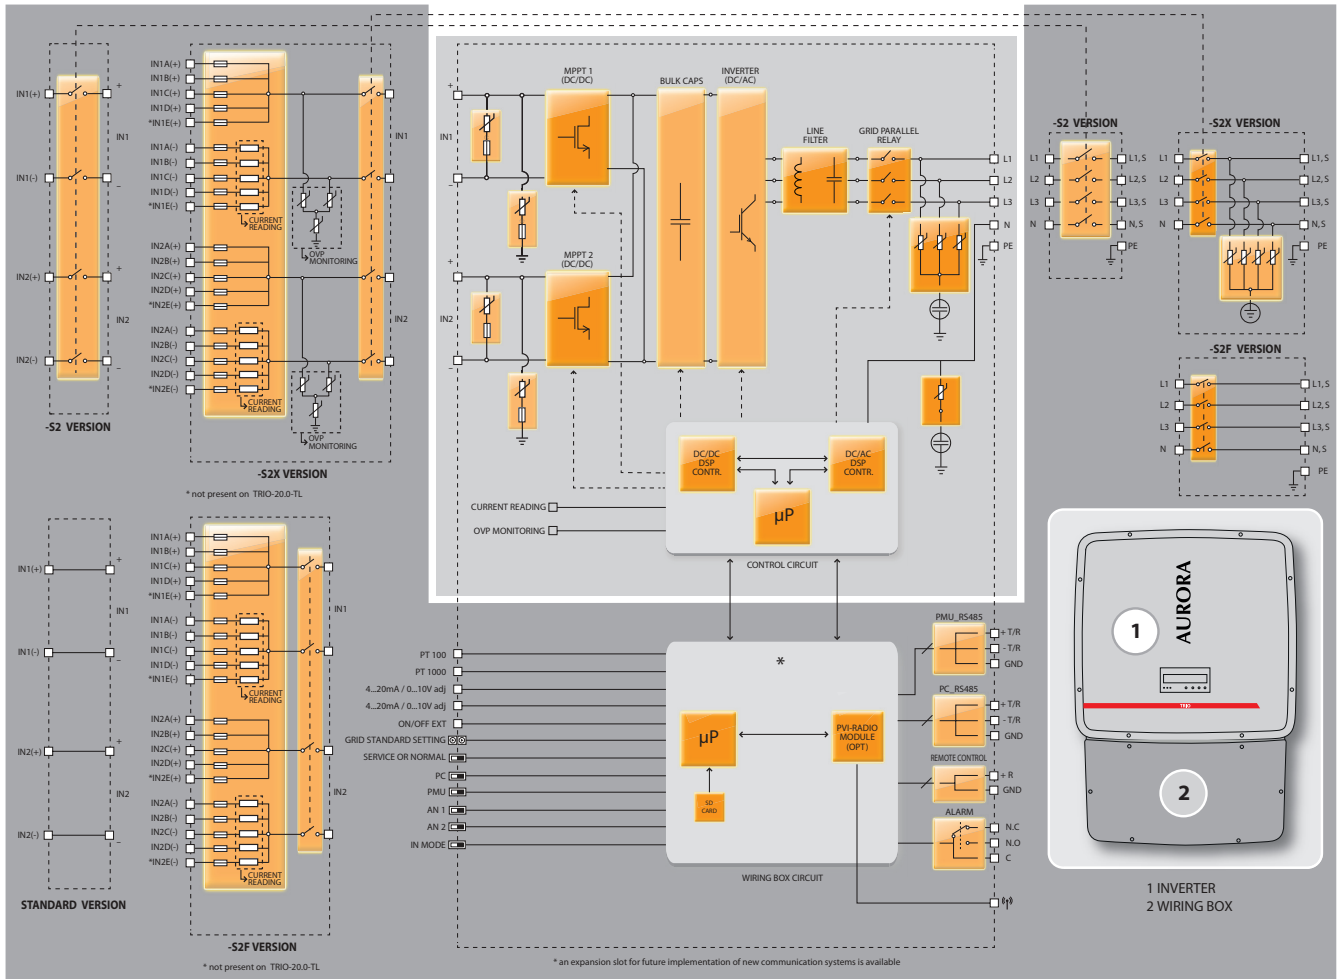 IN1(+)
IN1(-)
IN2(+)
IN2(-)
+
IN1
–
+
IN2
–
-S2 VERSION
IN1A(+)
IN1B(+)
IN1C(+)
IN1D(+)
*IN1E(+)
IN1A(-)
IN1B(-)
IN1C(-)
IN1D(-)
*IN1E(-)
CURRENT
READING
IN2A(+)
IN2B(+)
IN2C(+)
IN2D(+)
*IN2E(+)
IN2A(-)
IN2B(-)
IN2C(-)
IN2D(-)
*IN2E(-)
CURRENT
READING
OVP
MONITORING
OVP
MONITORING
IN1
IN2
-S2X VERSION
* not present on TRIO-20.0-TL
IN1(+)
IN1(-)
IN2(+)
IN2(-)
+
IN1
–
+
IN2
–
STANDARD VERSION
IN1A(+)
IN1B(+)
IN1C(+)
IN1D(+)
*IN1E(+)
IN1A(-)
IN1B(-)
IN1C(-)
IN1D(-)
*IN1E(-)
CURRENT
READING
IN2A(+)
IN2B(+)
IN2C(+)
IN2D(+)
*IN2E(+)
IN2A(-)
IN2B(-)
IN2C(-)
IN2D(-)
*IN2E(-)
CURRENT
READING
IN1
IN2
-S2F VERSION
* not present on TRIO-20.0-TL
+
IN1
–
+
IN2
–
MPPT 1
(DC/DC)
MPPT 2
(DC/DC)
BULK CAPS
INVERTER
(DC/AC)
LINE
FILTER
GRID PARALLEL
RELAY
L1
L2
L3
N
PE
DC/DC
DSP
CONTR.
DC/AC
DSP
CONTR.
µP
CURRENT READING
OVP MONITORING
CONTROL CIRCUIT
PT 100
PT 1000
4...20mA / 0...10V adj
4...20mA / 0...10V adj
ON/OFF EXT
GRID STANDARD SETTING
SERVICE OR NORMAL
PC
PMU
AN 1
AN 2
IN MODE
*
µP
SD
CARD
PVI-RADIO
MODULE
(OPT)
WIRING BOX CIRCUIT
PMU_RS485
+ T/R
- T/R
GND
PC_RS485
+ T/R
- T/R
GND
REMOTE CONTROL
+ R
GND
ALARM
N.C
N.O
C
* an expansion slot for future implementation of new communication systems is available
-S2 VERSION
L1
L2
L3
N
L1, S
L2, S
L3, S
N, S
PE
-S2X VERSION
L1
L2
L3
N
L1, S
L2, S
L3, S
N, S
PE
-S2F VERSION
L1
L2
L3
N
L1, S
L2, S
L3, S
N, S
PE
AURORA
1
TRIO
2
1 INVERTER
2 WIRING BOX